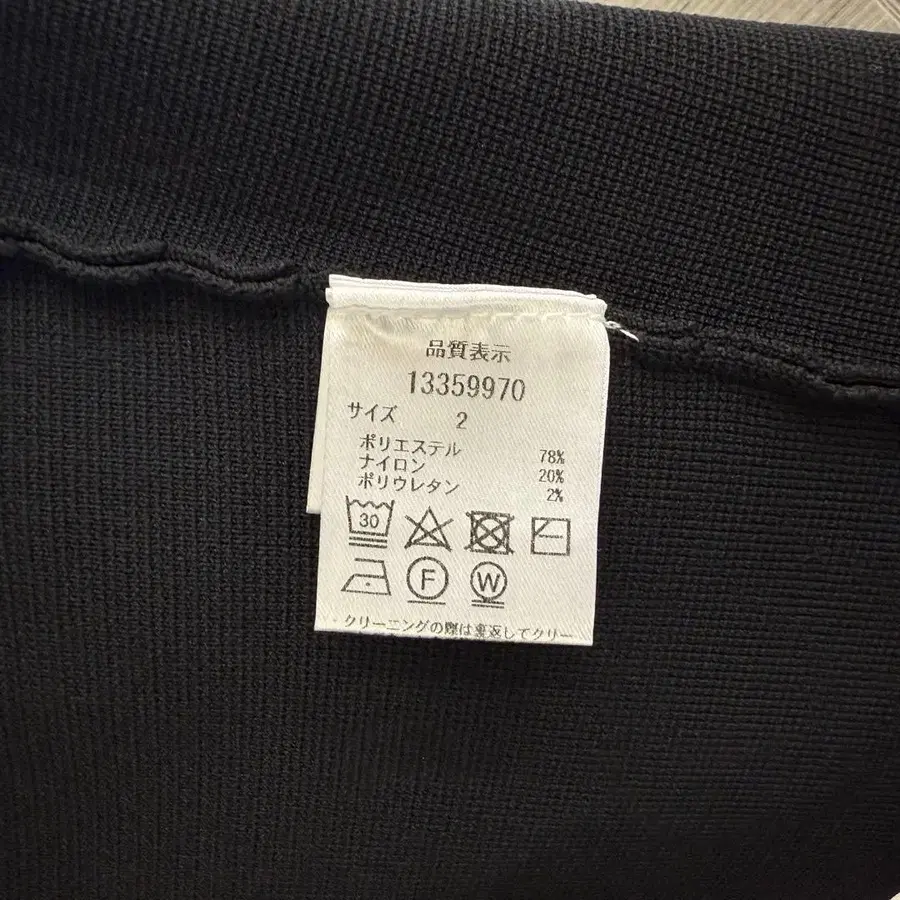 品質表示
13359970
サイズ 2
ポリエステル 78%
ナイロン 20%
ポリウレタン 2%
30
F W
クリーニングの際は裏返してクリー